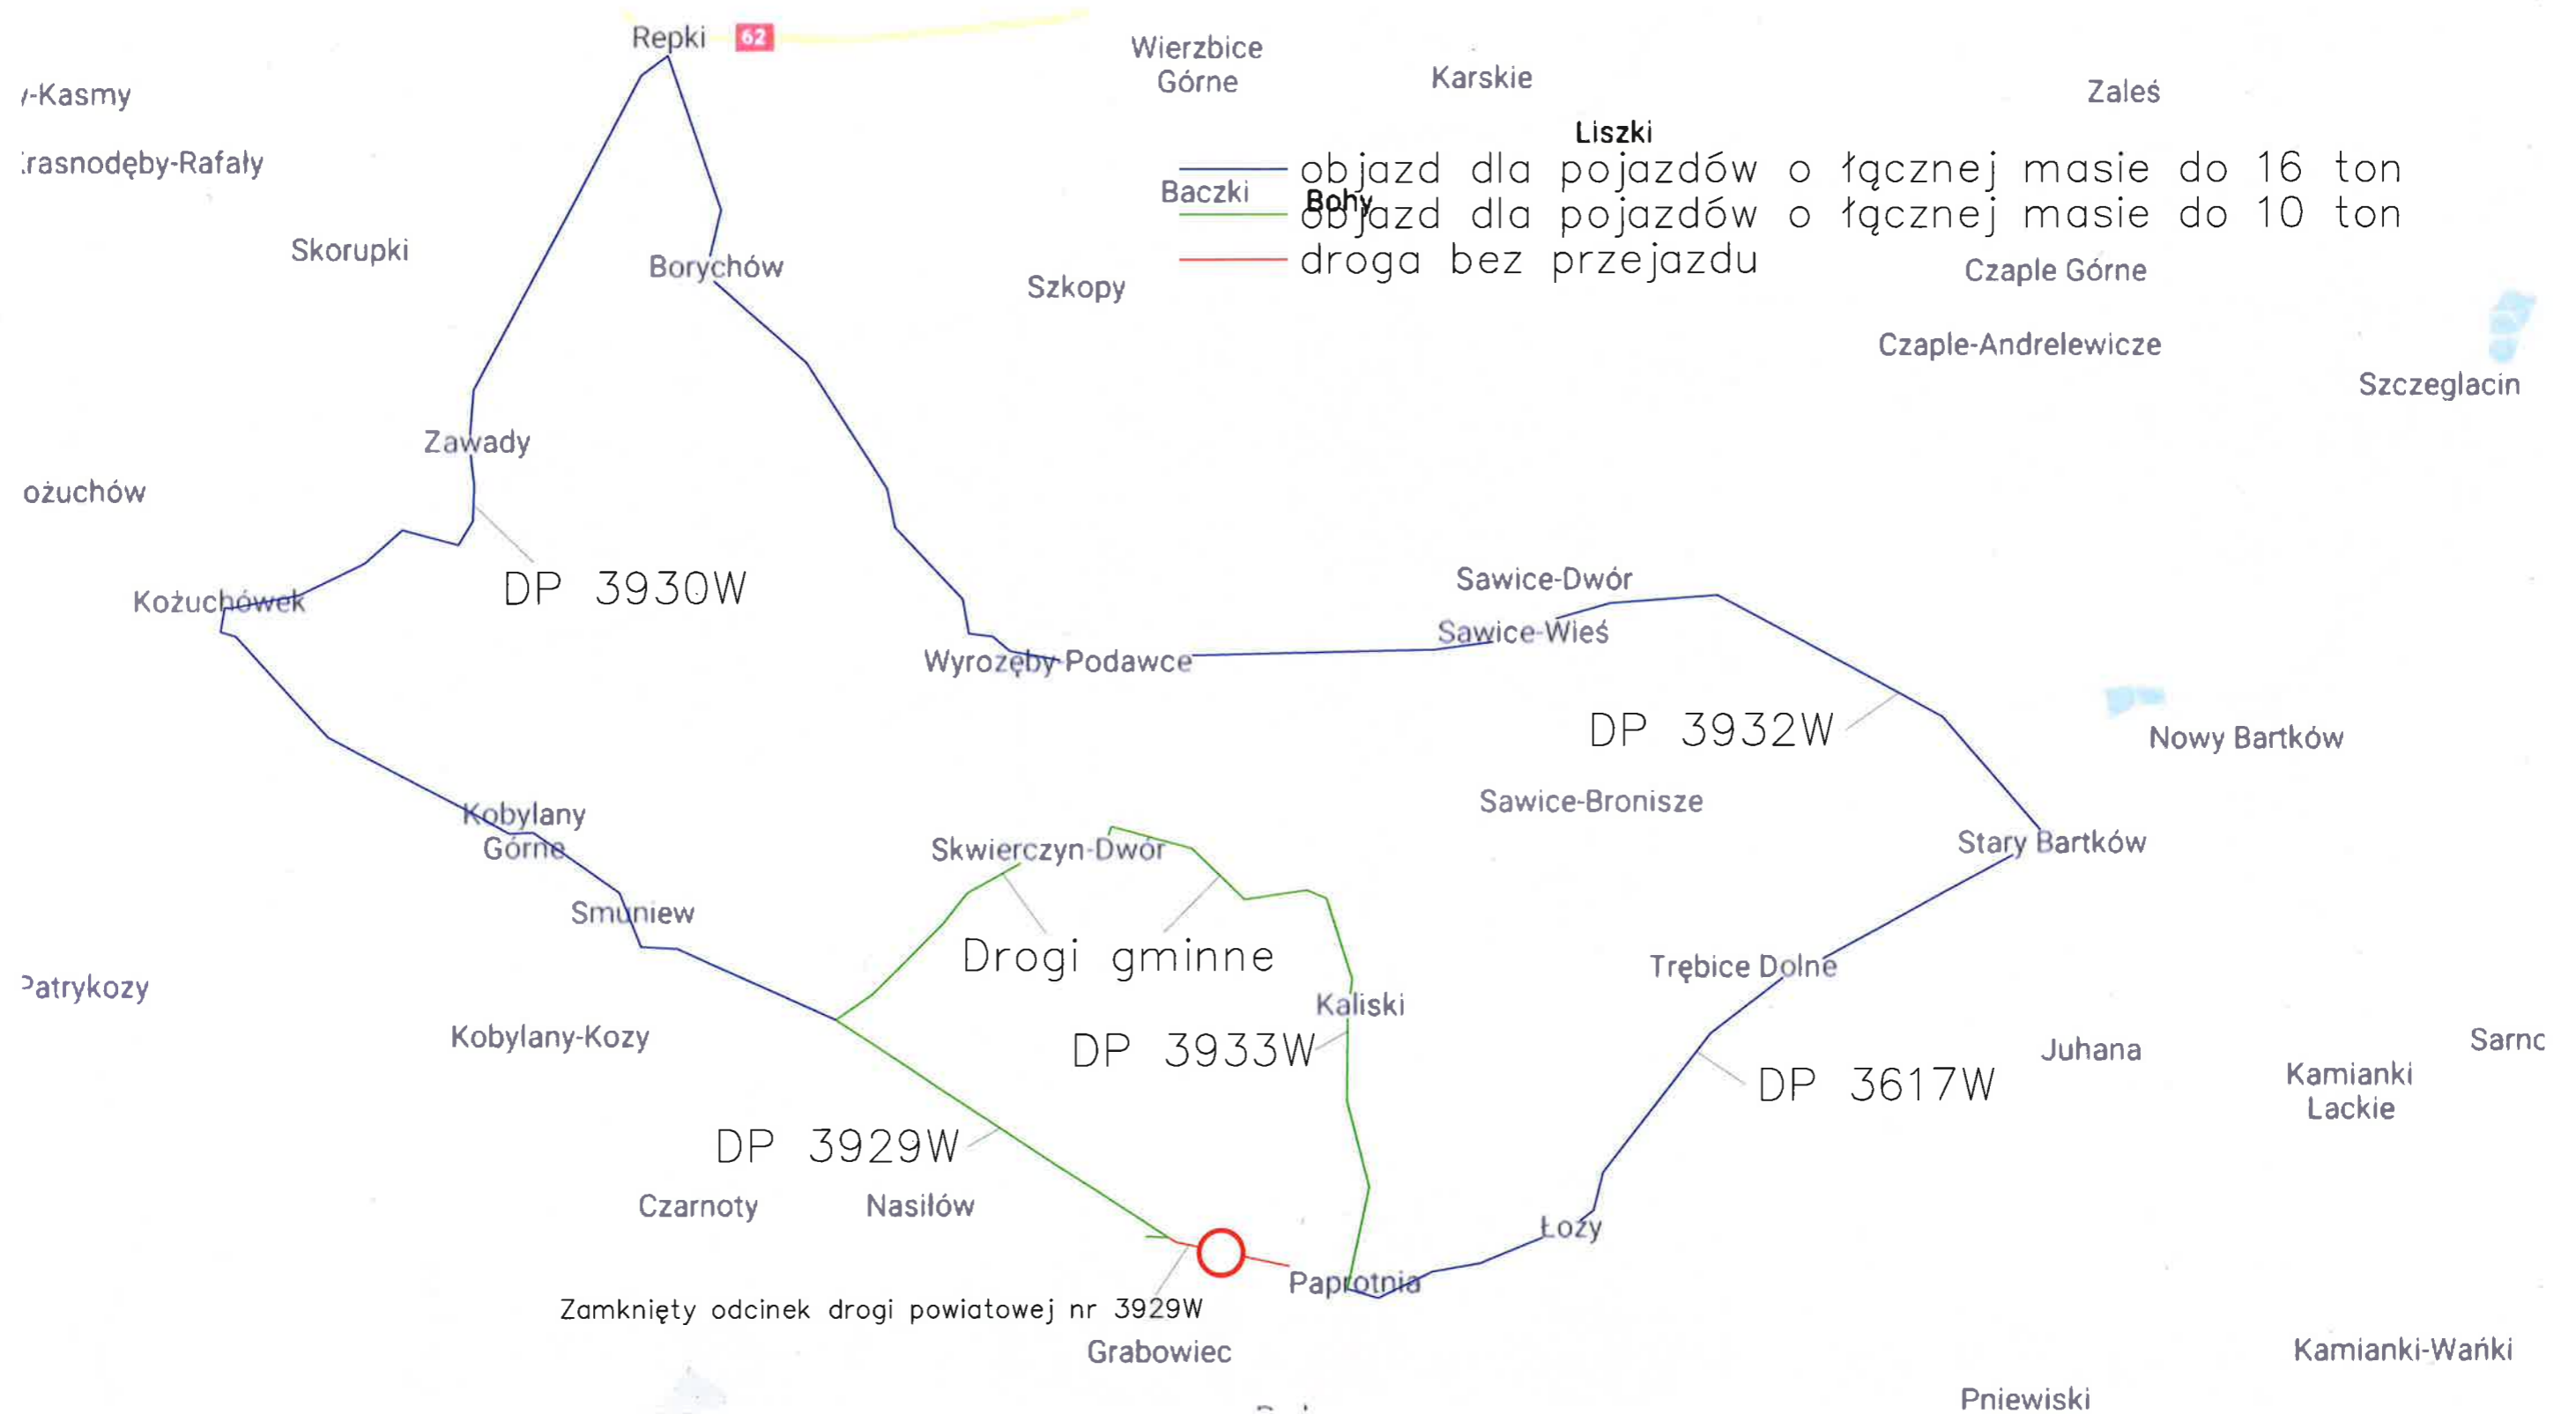 Repki 62
Wierzbice
Górne
Karskie
Zaleś
-Kasmy
rasnodęby-Rafały
Liszki
objazd dla pojazdów o łącznej masie do 16 ton
Baczki
Bohy
objazd dla pojazdów o łącznej masie do 10 ton
droga bez przejazdu
Skorupki
Borychów
Szkopy
Czaple Górne
Czaple-Andrelewicze
Szczeglacin
Zawady
ożuchów
DP 3930W
Kożuchówek
Sawice-Dwór
Sawice-Wieś
Wyrozęby-Podawce
DP 3932W
Nowy Bartków
Sawice-Bronisze
Kobylany
Górne
Skwierczyn-Dwór
Stary Bartków
Smuniew
Drogi gminne
Trębice Dolne
Patrykozy
Kaliski
Kobylany-Kozy
DP 3933W
Juhana
Sarno
Kamianki
Lackie
DP 3617W
DP 3929W
Czarnoty
Nasiłów
Łozy
Paprotnia
Zamknięty odcinek drogi powiatowej nr 3929W
Grabowiec
Kamianki-Wańki
Pniewiski